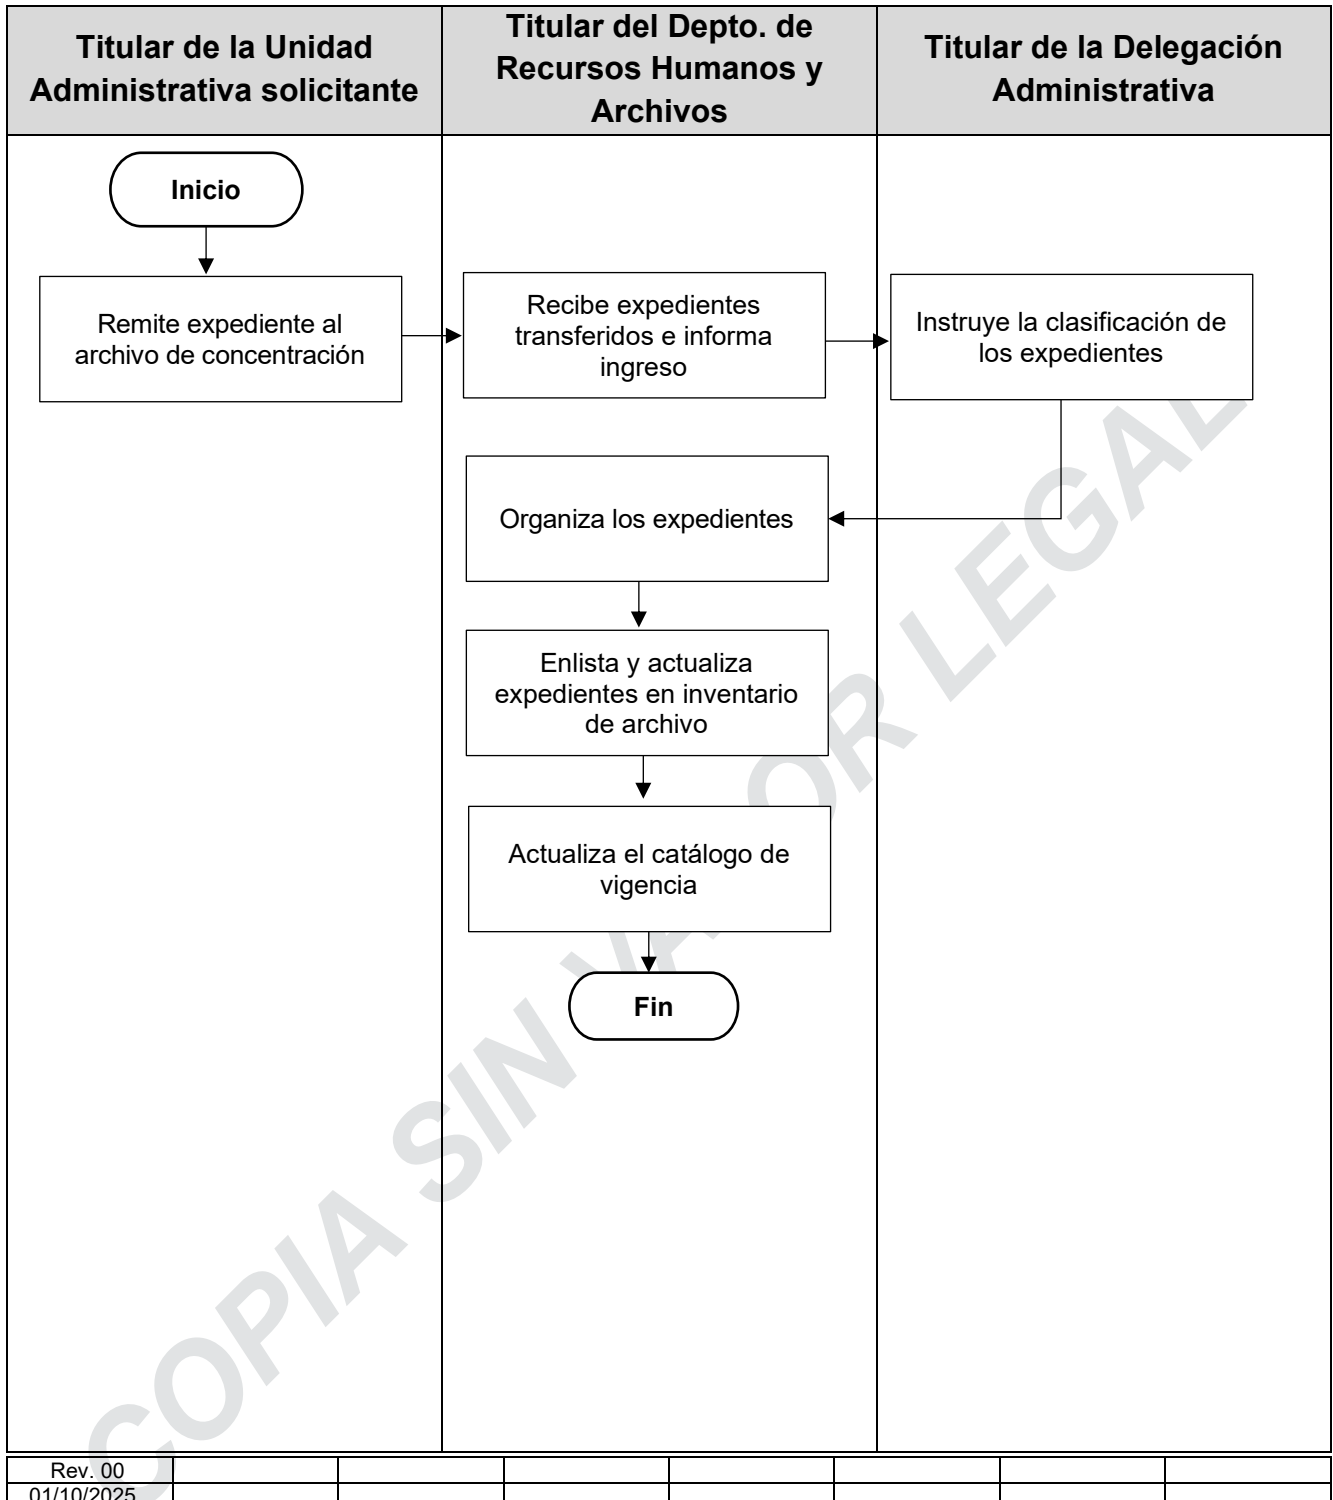 Titular de la Unidad
Administrativa solicitante
Titular del Depto. de
Recursos Humanos y
Archivos
Titular de la Delegación
Administrativa
Inicio
Remite expediente al
archivo de concentración
Recibe expedientes
transferidos e informa
ingreso
Instruye la clasificación de
los expedientes
Organiza los expedientes
Enlista y actualiza
expedientes en inventario
de archivo
Actualiza el catálogo de
vigencia
Fin
COPIA SIN VALOR LEGAL
Rev. 00
01/10/2025